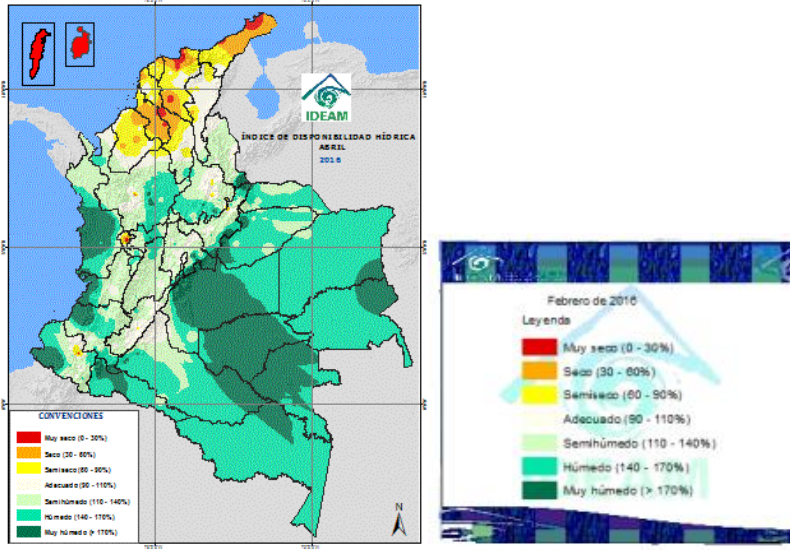 IDEAM
ÍNDICE DE DISPONIBILIDAD HÍDRICA
ABRIL
2016
CONVENCIONES
Muy seco (0 - 30%)
Seco (30 - 60%)
Semiseco (60 - 90%)
Adecuado (90 - 110%)
Semihúmedo (110 - 140%)
Húmedo (140 - 170%)
Muy húmedo (> 170%)
N
Febrero de 2016
Leyenda
Muy seco (0 - 30%)
Seco (30 - 60%)
Semiseco (60 - 90%)
Adecuado (90 - 110%)
Semihúmedo (110 - 140%)
Húmedo (140 - 170%)
Muy húmedo (> 170%)
IDEAM